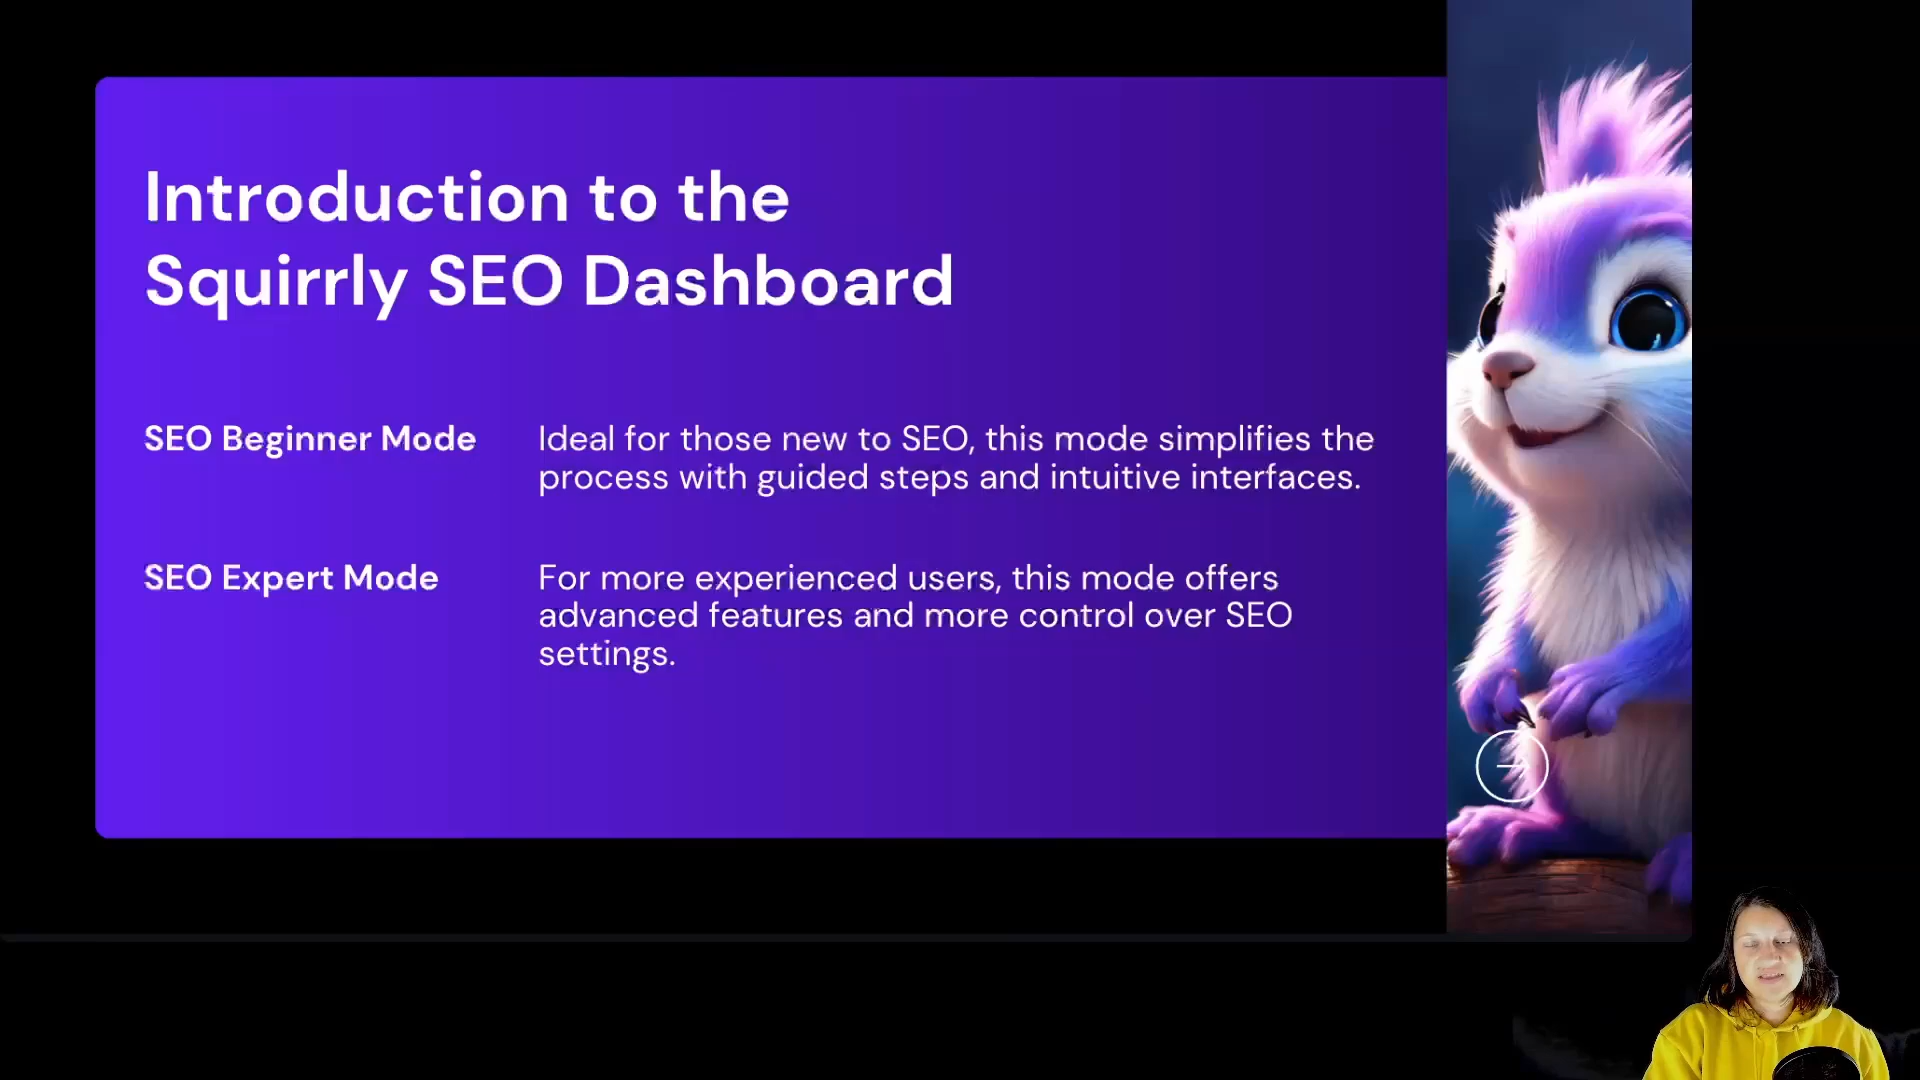 Introduction to the
Squirrly SEO Dashboard
SEO Beginner Mode
Ideal for those new to SEO, this mode simplifies the
process with guided steps and intuitive interfaces.
SEO Expert Mode
For more experienced users, this mode offers
advanced features and more control over SEO
settings.